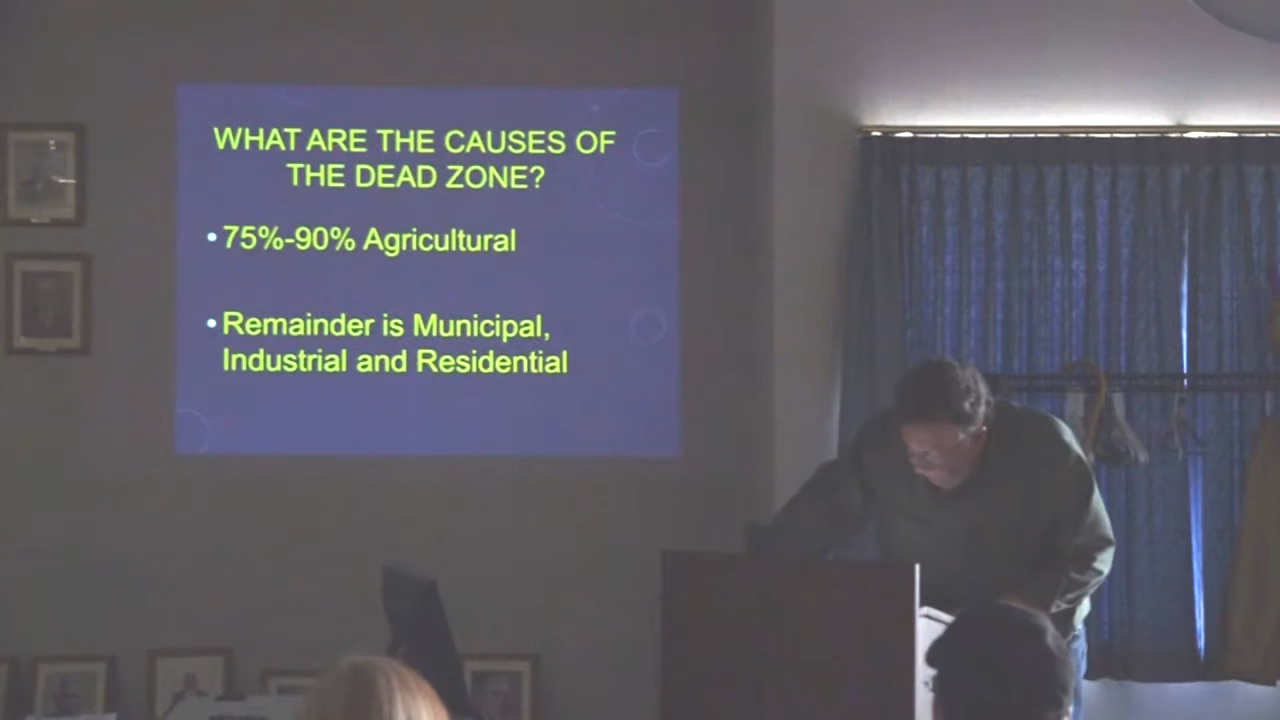 WHAT ARE THE CAUSES OF
THE DEAD ZONE?
• 75%-90% Agricultural
• Remainder is Municipal,
Industrial and Residential